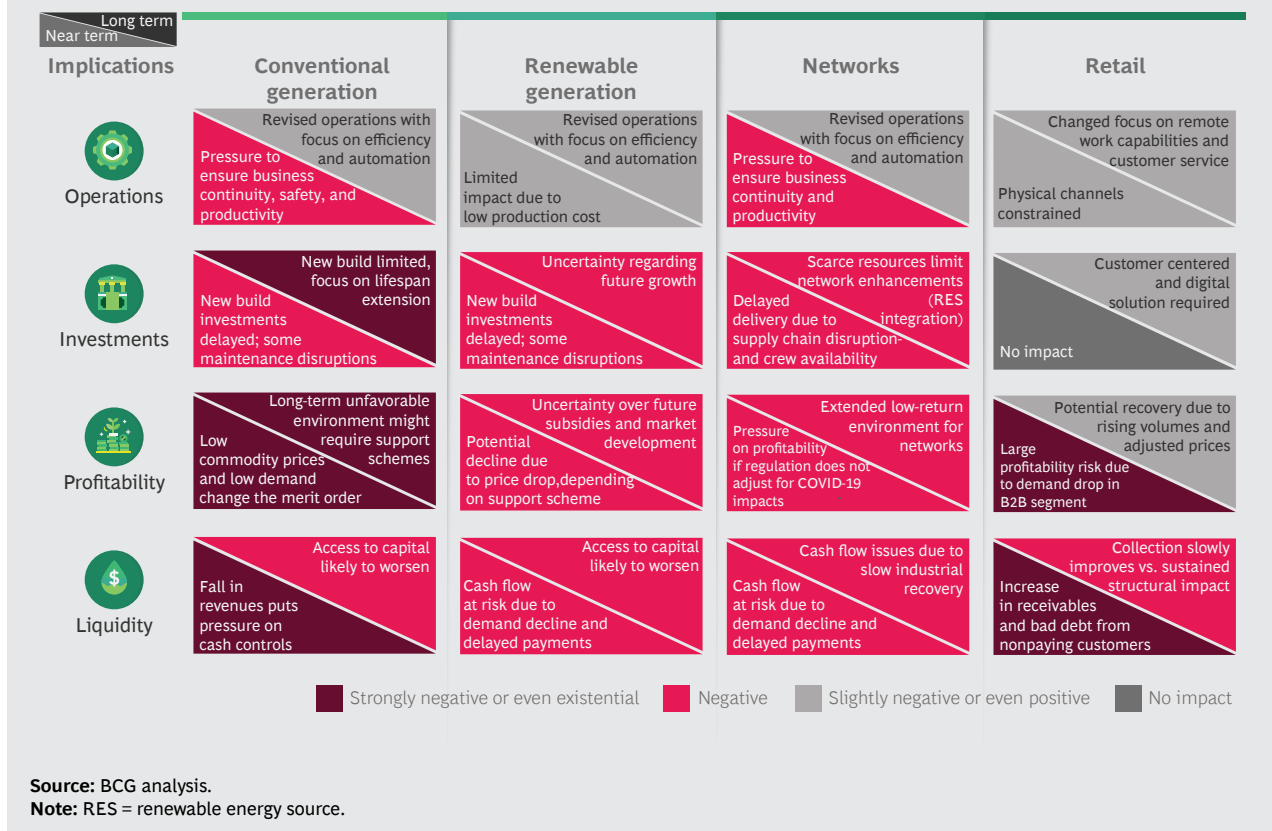 Long term
Near term
Implications
Conventional
generation
Renewable
generation
Networks
Retail
Operations
Revised operations with
focus on efficiency
and automation
Pressure to
ensure business
continuity, safety, and
productivity
Revised operations
with focus on efficiency
and automation
Limited
impact due to
low production cost
Revised operations
with focus on efficiency
and automation
Pressure to
ensure business
continuity and
productivity
Changed focus on remote
work capabilities and
customer service
Physical channels
constrained
Investments
New build limited,
focus on lifespan
extension
New build
investments
delayed; some
maintenance disruptions
Uncertainty regarding
future growth
New build
investments
delayed; some
maintenance disruptions
Scarce resources limit
network enhancements
(RES
integration)
Delayed
delivery due to
supply chain disruption-
and crew availability
Customer centered
and digital
solution required
No impact
Profitability
Long-term unfavorable
environment might
require support
schemes
Low
commodity prices
and low demand
change the merit order
Uncertainty over future
subsidies and market
development
Potential
decline due
to price drop,depending
on support scheme
Extended low-return
environment for
networks
Pressure
on profitability
if regulation does not
adjust for COVID-19
impacts
Potential recovery due to
rising volumes and
adjusted prices
Large
profitability risk due
to demand drop in
B2B segment
Liquidity
Access to capital
likely to worsen
Fall in
revenues puts
pressure on
cash controls
Access to capital
likely to worsen
Cash flow
at risk due to
demand decline and
delayed payments
Cash flow issues due to
slow industrial
recovery
Cash flow
at risk due to
demand decline and
delayed payments
Collection slowly
improves vs. sustained
structural impact
Increase
in receivables
and bad debt from
nonpaying customers
Strongly negative or even existential
Negative
Slightly negative or even positive
No impact
Source: BCG analysis.
Note: RES = renewable energy source.